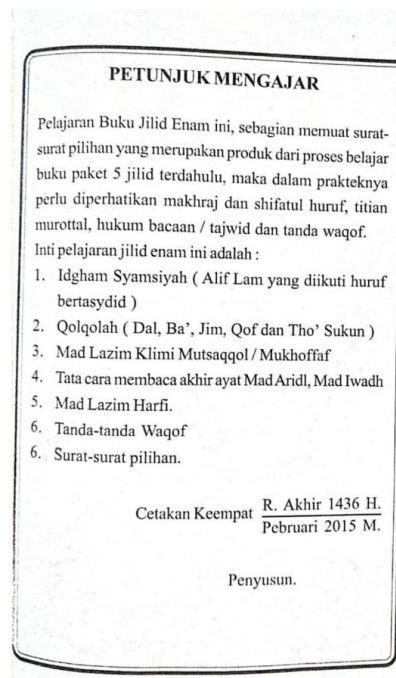 PETUNJUK MENGAJAR
Pelajaran Buku Jilid Enam ini, sebagian memuat surat-
surat pilihan yang merupakan produk dari proses belajar
buku paket 5 jilid terdahulu, maka dalam prakteknya
perlu diperhatikan makhraj dan shifatul huruf, titian
murottal, hukum bacaan / tajwid dan tanda waqof.
Inti pelajaran jilid enam ini adalah :
1. Idgham Syamsiyah ( Alif Lam yang diikuti huruf
bertasydid )
2. Qolqolah ( Dal, Ba’, Jim, Qof dan Tho’ Sukun )
3. Mad Lazim Klimi Mutsaqqol / Mukhoffaf
4. Tata cara membaca akhir ayat Mad Aridl, Mad Iwadh
5. Mad Lazim Harfi.
6. Tanda-tanda Waqof
6. Surat-surat pilihan.
Cetakan Keempat R. Akhir 1436 H.
Pebruari 2015 M.
Penyusun.